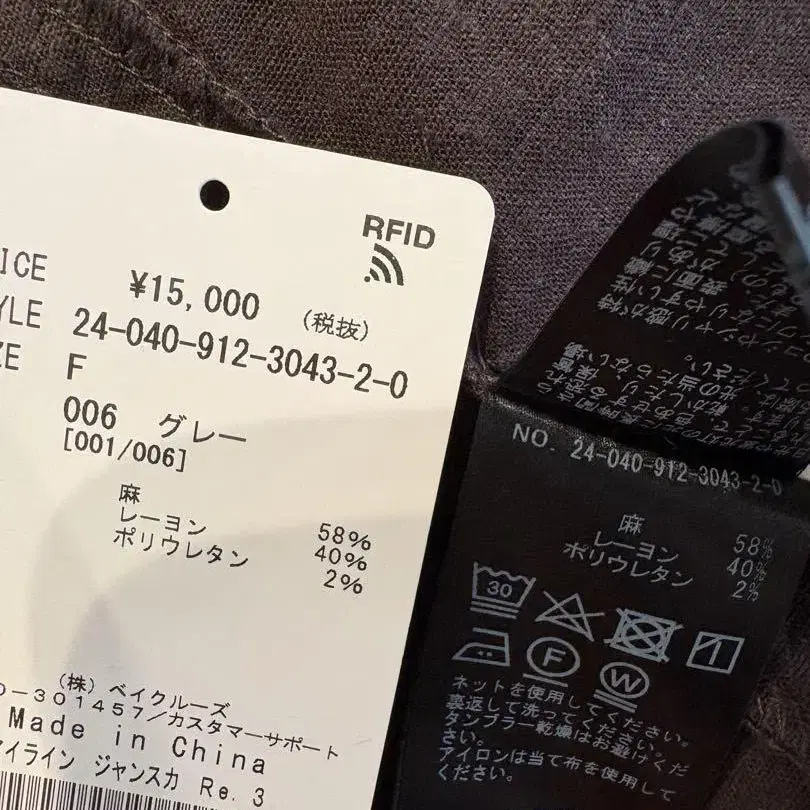 RFID
ICE ¥15,000 (税抜)
YLE 24-040-912-3043-2-0
ZE F
006 グレー
[001/006]
麻 58%
レーヨン 40%
ポリウレタン 2%
(株) ベイクルーズ
0-301457/カスタマーサポート
Made in China
イライン ジャンスカ Re.3
NO. 24-040-912-3043-2-0
麻 58%
レーヨン 40%
ポリウレタン 2%
30
F
W
ネットを使用してください。
裏返して洗ってください。
タンブラー乾燥はお避けくだ
さい。
アイロンは当て布を使用して
ください。